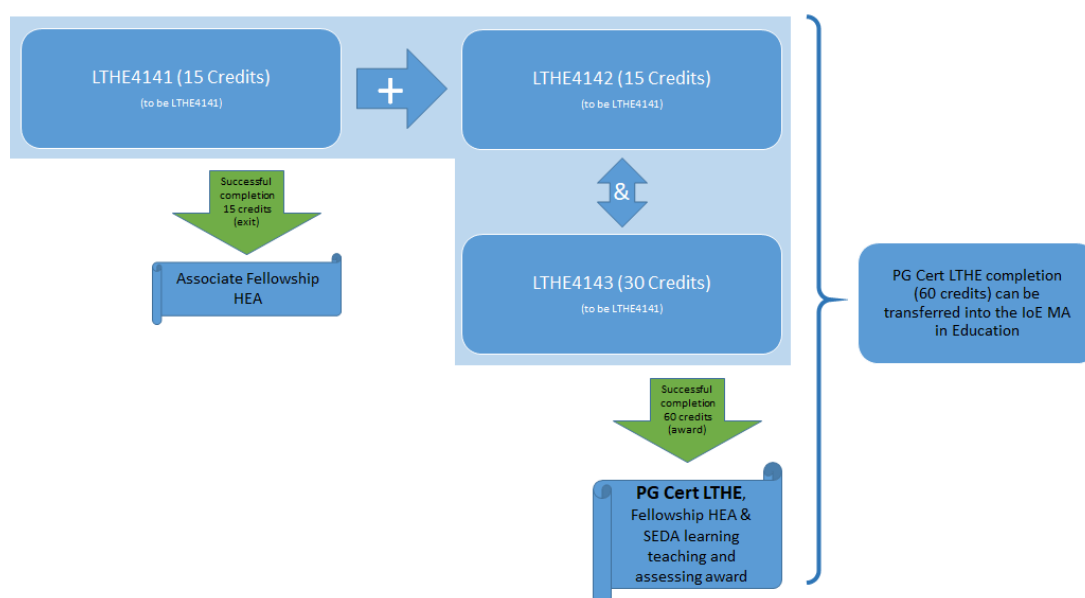 LTHE4141 (15 Credits)
(to be LTHE4141)
+
LTHE4142 (15 Credits)
(to be LTHE4141)
Successful
completion
15 credits
(exit)
&
Associate Fellowship
HEA
LTHE4143 (30 Credits)
(to be LTHE4141)
PG Cert LTHE completion
(60 credits) can be
transferred into the IoE MA
in Education
Successful
completion
60 credits
(award)
PG Cert LTHE,
Fellowship HEA &
SEDA learning
teaching and
assessing award